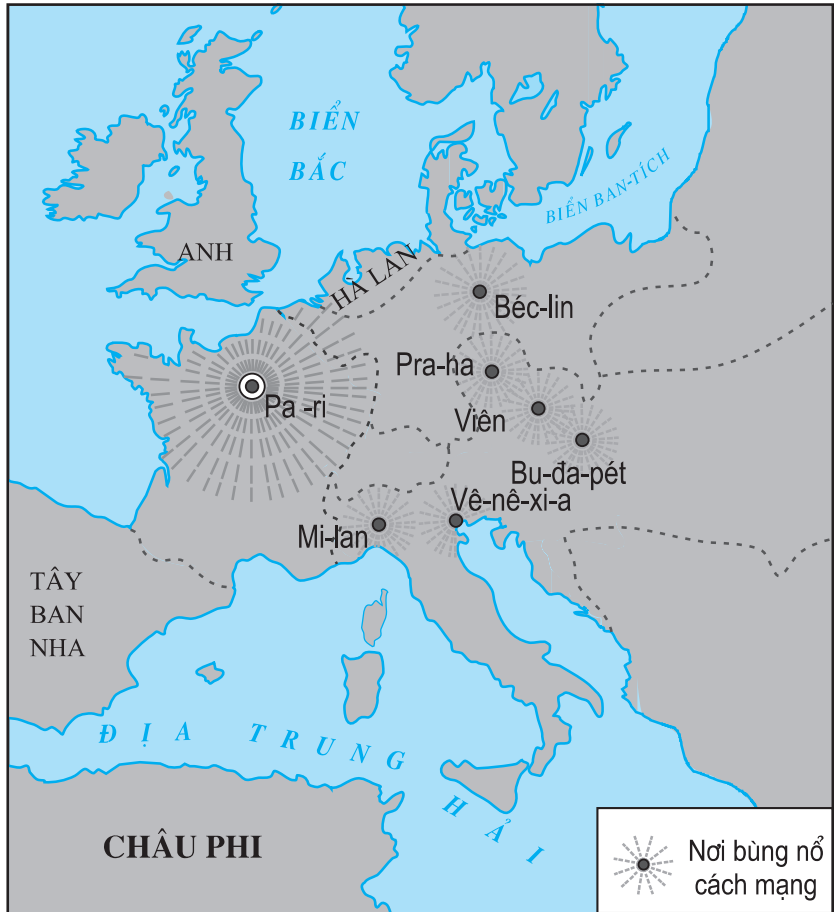 BIỂN
BẮC
BIỂN BAN-TÍCH
ANH
HÀ LAN
Béc-lin
Pra-ha
Pa -ri
Viên
Bu-đa-pét
Vê-nê-xi-a
Mi-lan
TÂY
BAN
NHA
ĐỊA TRUNG HẢI
CHÂU PHI
Nơi bùng nổ
cách mạng